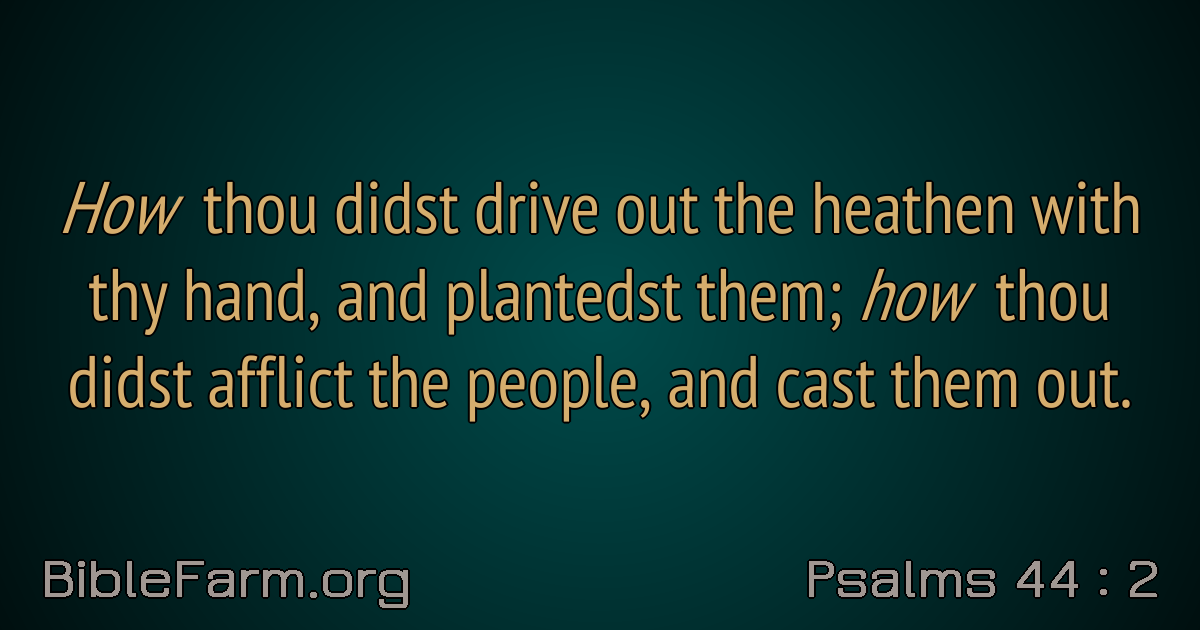 How thou didst drive out the heathen with
thy hand, and plantedst them; how thou
didst afflict the people, and cast them out.
BibleFarm.org
Psalms 44 : 2